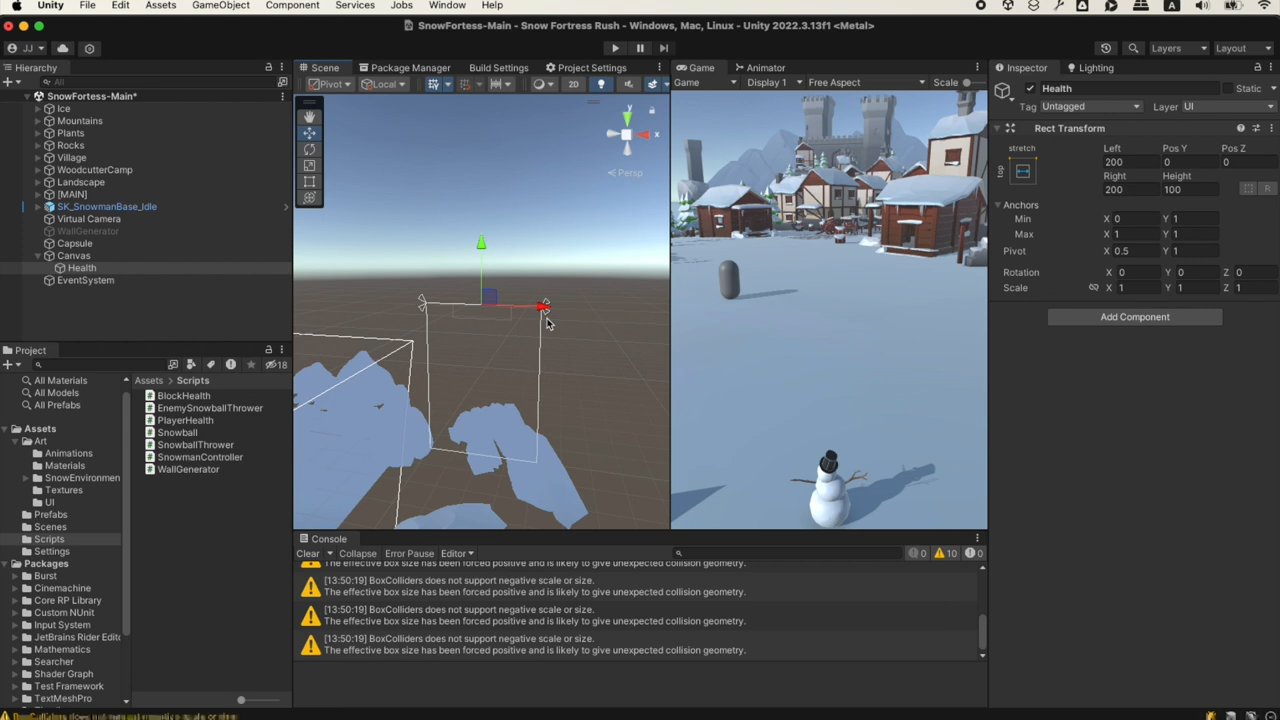 Unity File Edit Assets GameObject Component Services Jobs Window Help
SnowFortess-Main - Snow Fortress Rush - Windows, Mac, Linux - Unity 2022.3.13f1 <Metal>
JJ
Layers
Layout
Hierarchy
All
SnowFortess-Main*
Ice
Mountains
Plants
Rocks
Village
WoodcutterCamp
Landscape
[MAIN]
SK_SnowmanBase_Idle
Virtual Camera
WallGenerator
Capsule
Canvas
Health
EventSystem
Scene Package Manager Build Settings Project Settings
Pivot Local 2D
y
x
Persp
Game Animator
Game Display 1 Free Aspect Scale
Inspector Lighting
Health Static
Tag Untagged Layer UI
Rect Transform
stretch Left Pos Y Pos Z
top 200 0 0
Right Height
200 100 R
Anchors
Min X 0 Y 1
Max X 1 Y 1
Pivot X 0.5 Y 1
Rotation X 0 Y 0 Z 0
Scale X 1 Y 1 Z 1
Add Component
Project
18
All Materials
All Models
All Prefabs
Assets
Art
Animations
Materials
SnowEnvironmen
Textures
UI
Prefabs
Scenes
Scripts
Settings
Packages
Burst
Cinemachine
Core RP Library
Custom NUnit
Input System
JetBrains Rider Edito
Mathematics
Searcher
Shader Graph
Test Framework
TextMeshPro
Assets > Scripts
BlockHealth
EnemySnowballThrower
PlayerHealth
Snowball
SnowballThrower
SnowmanController
WallGenerator
Console
Clear Collapse Error Pause Editor 0 10 0
The effective box size has been forced positive and is likely to give unexpected collision geometry.
[13:50:19] BoxColliders does not support negative scale or size.
The effective box size has been forced positive and is likely to give unexpected collision geometry.
[13:50:19] BoxColliders does not support negative scale or size.
The effective box size has been forced positive and is likely to give unexpected collision geometry.
[13:50:19] BoxColliders does not support negative scale or size.
The effective box size has been forced positive and is likely to give unexpected collision geometry.